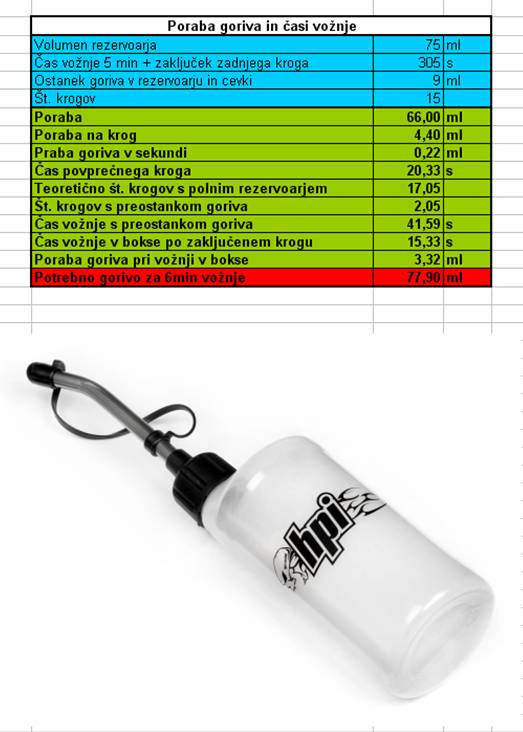 Poraba goriva in časi vožnje
Volumen rezervoarja 75 ml
Čas vožnje 5 min + zaključek zadnjega kroga 305 s
Ostanek goriva v rezervoarju in cevki 9 ml
Št. krogov 15
Poraba 66,00 ml
Poraba na krog 4,40 ml
Praba goriva v sekundi 0,22 ml
Čas povprečnega kroga 20,33 s
Teoretično št. krogov s polnim rezervoarjem 17,05
Št. krogov s preostankom goriva 2,05
Čas vožnje s preostankom goriva 41,59 s
Čas vožnje v bokse po zaključenem krogu 15,33 s
Poraba goriva pri vožnji v bokse 3,32 ml
Potrebno gorivo za 6min vožnje 77,90 ml
hpi